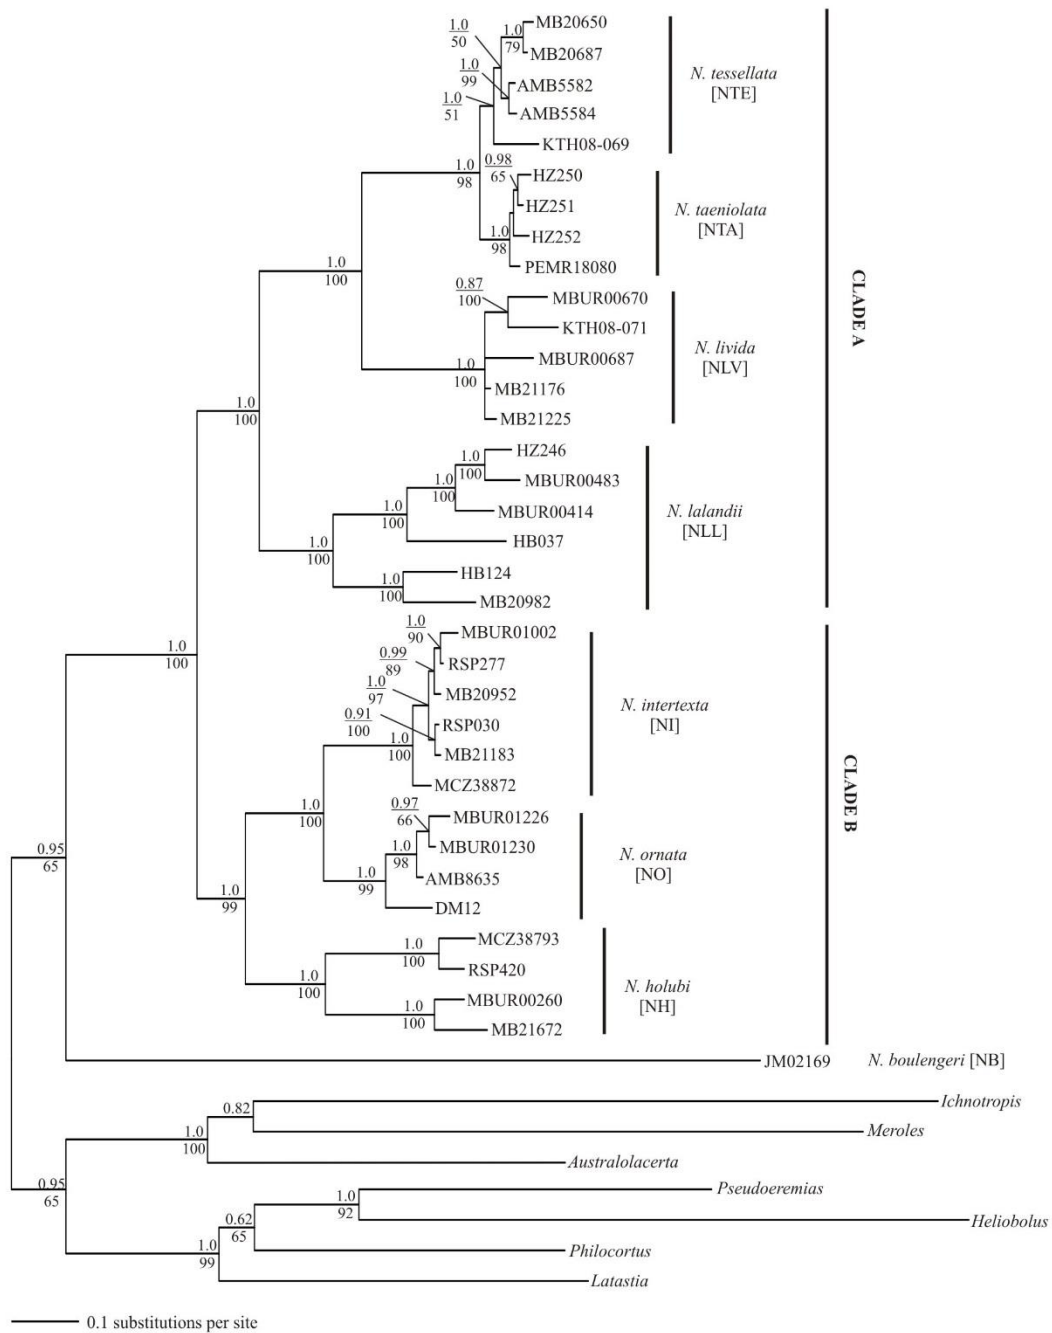 MB20650
1.0
50
1.0
79
MB20687
N. tessellata
[NTE]
1.0
99
AMB5582
1.0
51
AMB5584
KTH08-069
1.0
98
0.98
65
HZ250
HZ251
N. taeniolata
[NTA]
1.0
98
HZ252
PEMR18080
1.0
100
0.87
100
MBUR00670
KTH08-071
CLADE A
N. livida
[NLV]
1.0
100
MBUR00687
MB21176
1.0
100
MB21225
HZ246
1.0
100
MBUR00483
1.0
100
MBUR00414
N. lalandii
[NLL]
1.0
100
HB037
1.0
100
HB124
1.0
100
MB20982
1.0
90
MBUR01002
1.0
100
0.99
89
RSP277
1.0
97
MB20952
N. intertexta
[NI]
0.91
100
RSP030
1.0
100
MB21183
MCZ38872
CLADE B
1.0
100
0.97
66
MBUR01226
MBUR01230
1.0
98
N. ornata
[NO]
0.95
65
AMB8635
1.0
99
1.0
99
DM12
MCZ38793
1.0
100
RSP420
1.0
100
N. holubi
[NH]
MBUR00260
1.0
100
MB21672
JM02169
N. boulengeri [NB]
Ichnotropis
0.82
Meroles
1.0
100
Australolacerta
0.95
65
Pseudoeremias
1.0
92
Heliobolus
0.62
65
1.0
99
Philocortus
Latastia
0.1 substitutions per site